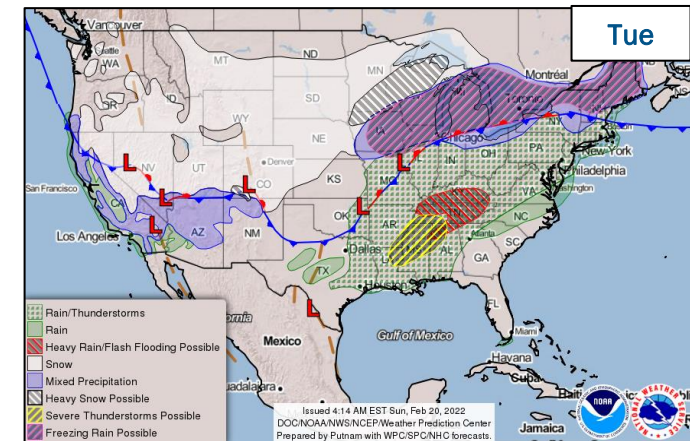 Tue
Vancouver
Seattle
WA
MT
ND
MN
Montréal
OR
ID
SD
Toronto
WY
IA
Chicago
NY
NE
NV
UT
Denver
CO
IN
OH
PA
New York
Philadelphia
San Francisco
KS
MO
KY
VA
Washington
CA
OK
TN
NC
Los Angeles
AZ
NM
AR
Atlanta
SC
Dallas
AL
GA
TX
Houston
FL
L
L
L
L
L
L
L
Miami
Mexico
Gulf of Mexico
Havana
Cuba
Jamaica
Rain/Thunderstorms
Rain
Heavy Rain/Flash Flooding Possible
Snow
Mixed Precipitation
Heavy Snow Possible
Severe Thunderstorms Possible
Freezing Rain Possible
Issued 4:14 AM EST Sun, Feb 20, 2022
DOC/NOAA/NWS/NCEP/Weather Prediction Center
Prepared by Putnam with WPC/SPC/NHC forecasts.
NOAA
NATIONAL WEATHER SERVICE